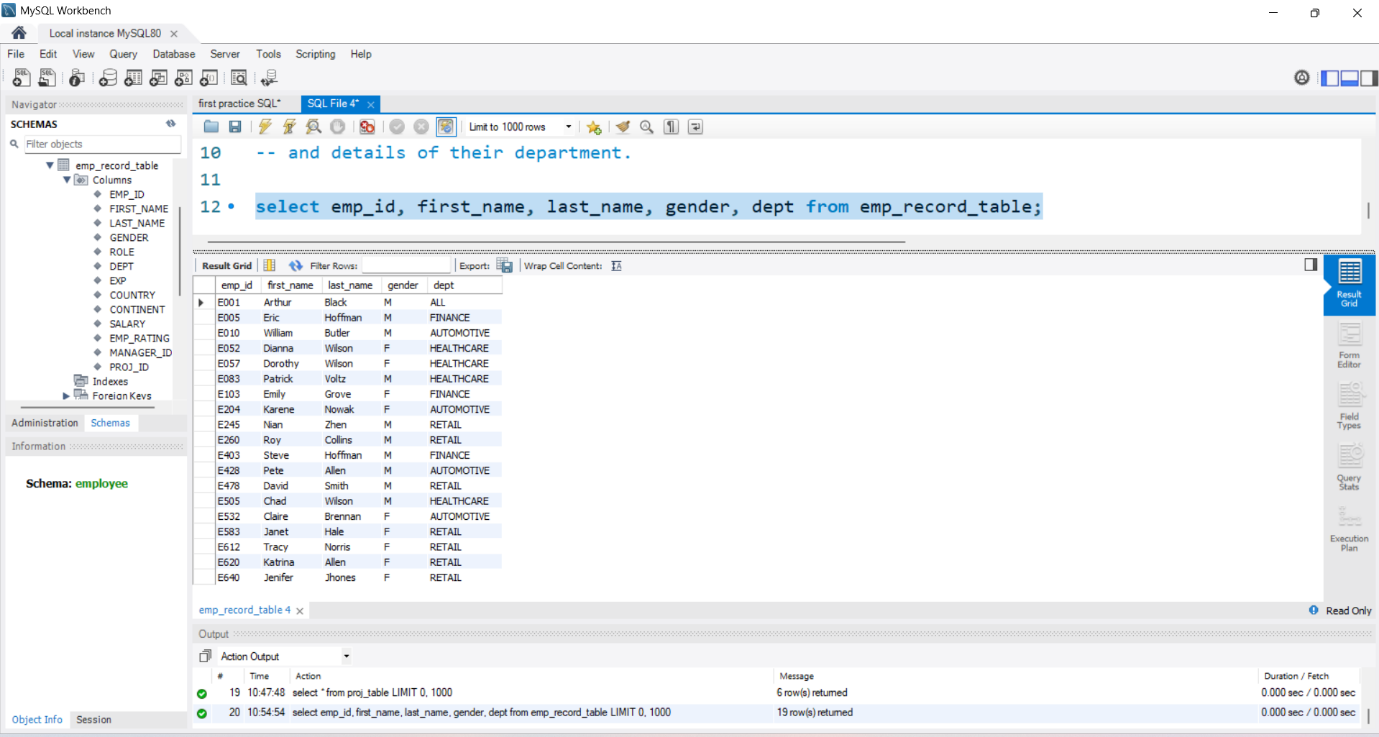 MySQL Workbench
Local instance MySQL80
File Edit View Query Database Server Tools Scripting Help
Navigator
SCHEMAS
Filter objects
emp_record_table
Columns
EMP_ID
FIRST_NAME
LAST_NAME
GENDER
ROLE
DEPT
EXP
COUNTRY
CONTINENT
SALARY
EMP_RATING
MANAGER_ID
PROJ_ID
Indexes
Foreign Keys
Administration Schemas
Information
Schema: employee
Object Info Session
first practice SQL* SQL File 4*
Limit to 1000 rows
10 -- and details of their department.
11
12 select emp_id, first_name, last_name, gender, dept from emp_record_table;
Result Grid Filter Rows: Export: Wrap Cell Content:
emp_id first_name last_name gender dept
E001 Arthur Black M ALL
E005 Eric Hoffman M FINANCE
E010 William Butler M AUTOMOTIVE
E052 Dianna Wilson F HEALTHCARE
E057 Dorothy Wilson F HEALTHCARE
E083 Patrick Voltz M HEALTHCARE
E103 Emily Grove F FINANCE
E204 Karene Nowak F AUTOMOTIVE
E245 Nian Zhen M RETAIL
E260 Roy Collins M RETAIL
E403 Steve Hoffman M FINANCE
E428 Pete Allen M AUTOMOTIVE
E478 David Smith M RETAIL
E505 Chad Wilson M HEALTHCARE
E532 Claire Brennan F AUTOMOTIVE
E583 Janet Hale F RETAIL
E612 Tracy Norris F RETAIL
E620 Katrina Allen F RETAIL
E640 Jenifer Jhones F RETAIL
Result
Grid
Form
Editor
Field
Types
Query
Stats
Execution
Plan
emp_record_table 4
Read Only
Output
Action Output
# Time Action Message Duration / Fetch
19 10:47:48 select * from proj_table LIMIT 0, 1000 6 row(s) returned 0.000 sec / 0.000 sec
20 10:54:54 select emp_id, first_name, last_name, gender, dept from emp_record_table LIMIT 0, 1000 19 row(s) returned 0.000 sec / 0.000 sec